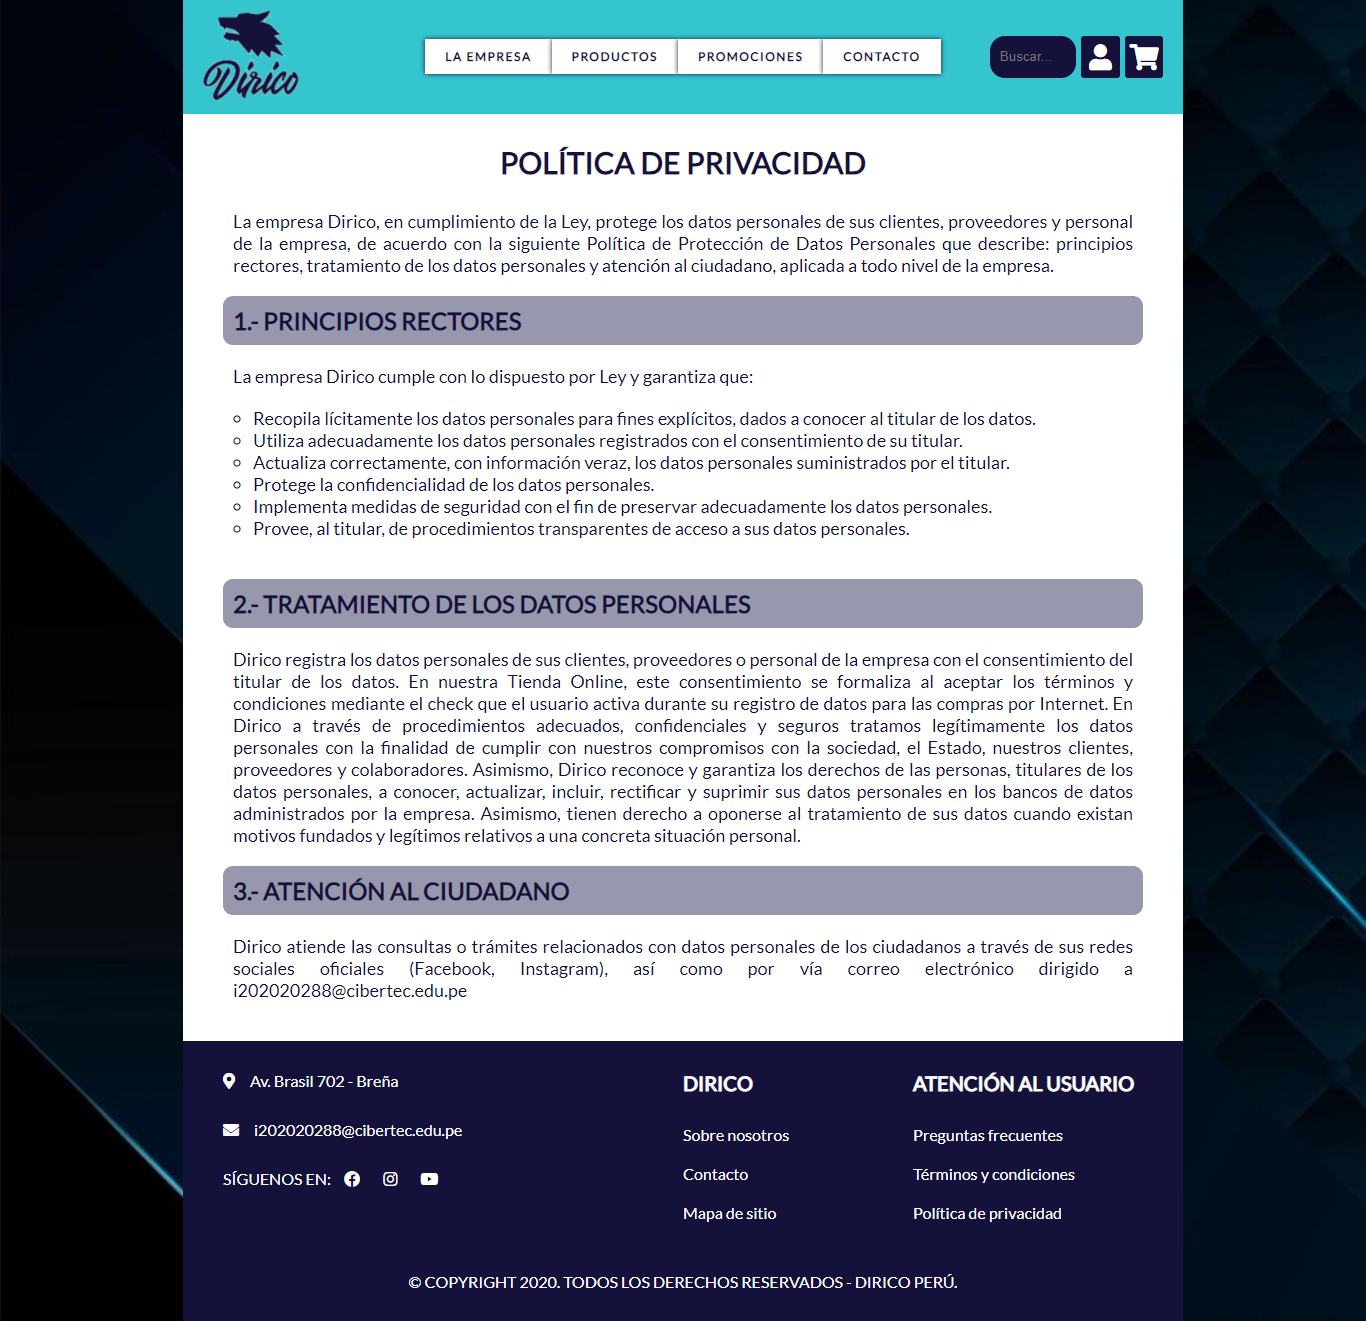 Dirico
LA EMPRESA
PRODUCTOS
PROMOCIONES
CONTACTO
Buscar...
POLÍTICA DE PRIVACIDAD
La empresa Dirico, en cumplimiento de la Ley, protege los datos personales de sus clientes, proveedores y personal
de la empresa, de acuerdo con la siguiente Política de Protección de Datos Personales que describe: principios
rectores, tratamiento de los datos personales y atención al ciudadano, aplicada a todo nivel de la empresa.
1.- PRINCIPIOS RECTORES
La empresa Dirico cumple con lo dispuesto por Ley y garantiza que:
Recopila lícitamente los datos personales para fines explícitos, dados a conocer al titular de los datos.
Utiliza adecuadamente los datos personales registrados con el consentimiento de su titular.
Actualiza correctamente, con información veraz, los datos personales suministrados por el titular.
Protege la confidencialidad de los datos personales.
Implementa medidas de seguridad con el fin de preservar adecuadamente los datos personales.
Provee, al titular, de procedimientos transparentes de acceso a sus datos personales.
2.- TRATAMIENTO DE LOS DATOS PERSONALES
Dirico registra los datos personales de sus clientes, proveedores o personal de la empresa con el consentimiento del
titular de los datos. En nuestra Tienda Online, este consentimiento se formaliza al aceptar los términos y
condiciones mediante el check que el usuario activa durante su registro de datos para las compras por Internet. En
Dirico a través de procedimientos adecuados, confidenciales y seguros tratamos legítimamente los datos
personales con la finalidad de cumplir con nuestros compromisos con la sociedad, el Estado, nuestros clientes,
proveedores y colaboradores. Asimismo, Dirico reconoce y garantiza los derechos de las personas, titulares de los
datos personales, a conocer, actualizar, incluir, rectificar y suprimir sus datos personales en los bancos de datos
administrados por la empresa. Asimismo, tienen derecho a oponerse al tratamiento de sus datos cuando existan
motivos fundados y legítimos relativos a una concreta situación personal.
3.- ATENCIÓN AL CIUDADANO
Dirico atiende las consultas o trámites relacionados con datos personales de los ciudadanos a través de sus redes
sociales oficiales (Facebook, Instagram), así como por vía correo electrónico dirigido a
i202020288@cibertec.edu.pe
Av. Brasil 702 - Breña
i202020288@cibertec.edu.pe
SÍGUENOS EN:
DIRICO
Sobre nosotros
Contacto
Mapa de sitio
ATENCIÓN AL USUARIO
Preguntas frecuentes
Términos y condiciones
Política de privacidad
© COPYRIGHT 2020. TODOS LOS DERECHOS RESERVADOS - DIRICO PERÚ.